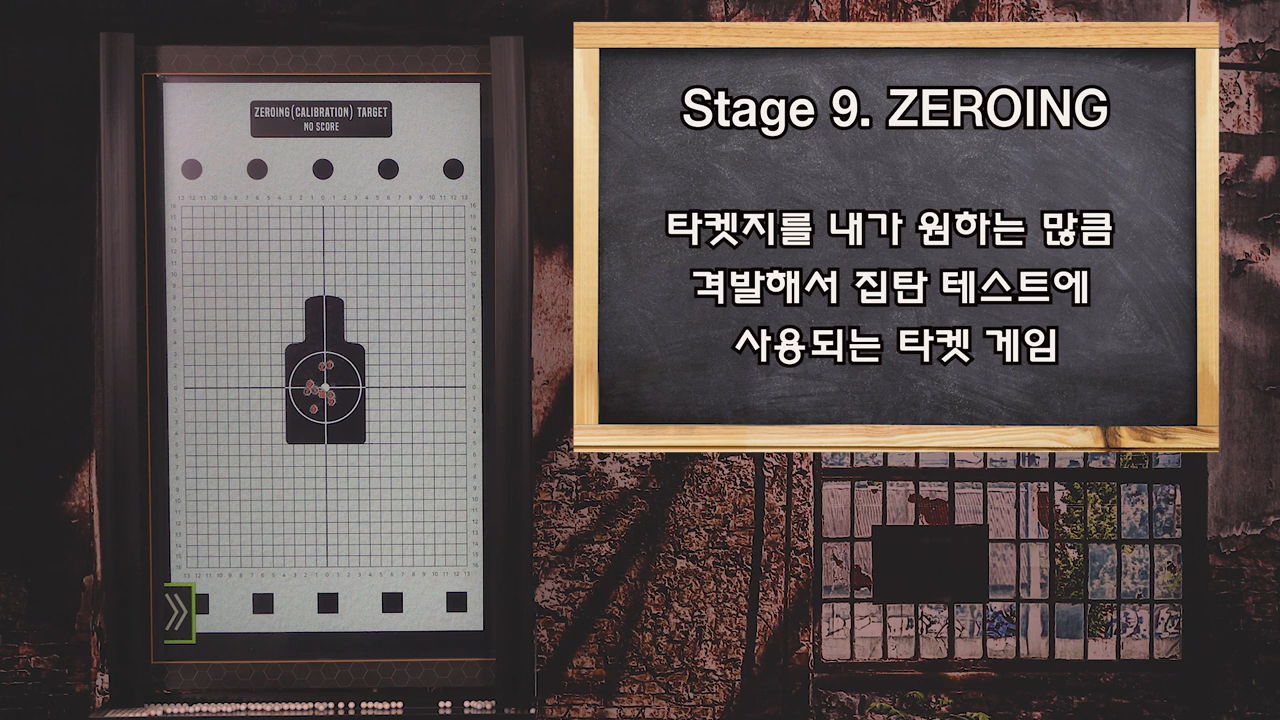 ZEROING(CALIBRATION) TARGET
NO SCORE
Stage 9. ZEROING
타켓지를 내가 원하는 많큼
격발해서 집탄 테스트에
사용되는 타켓 게임